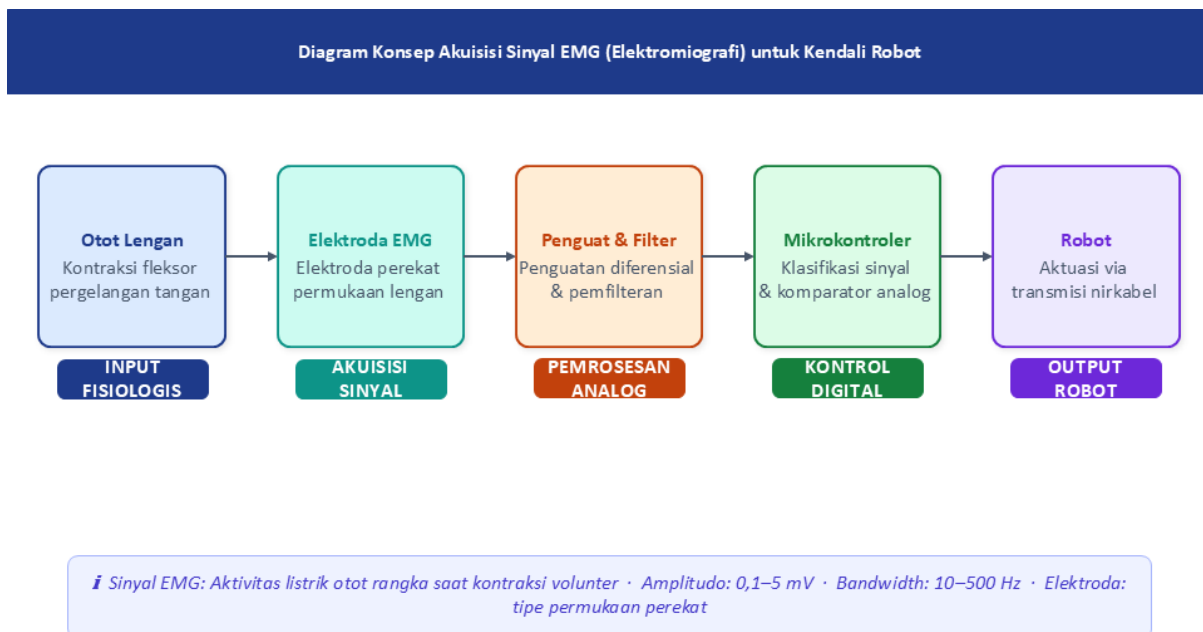 Diagram Konsep Akuisisi Sinyal EMG (Elektromiografi) untuk Kendali Robot
Otot Lengan
Kontraksi fleksor
pergelangan tangan
INPUT
FISIOLOGIS
Elektroda EMG
Elektroda perekat
permukaan lengan
AKUISISI
SINYAL
Penguat & Filter
Penguatan diferensial
& pemfilteran
PEMROSESAN
ANALOG
Mikrokontroler
Klasifikasi sinyal
& komparator analog
KONTROL
DIGITAL
Robot
Aktuasi via
transmisi nirkabel
OUTPUT
ROBOT
ℹ Sinyal EMG: Aktivitas listrik otot rangka saat kontraksi volunter · Amplitudo: 0,1–5 mV · Bandwidth: 10–500 Hz · Elektroda:
tipe permukaan perekat